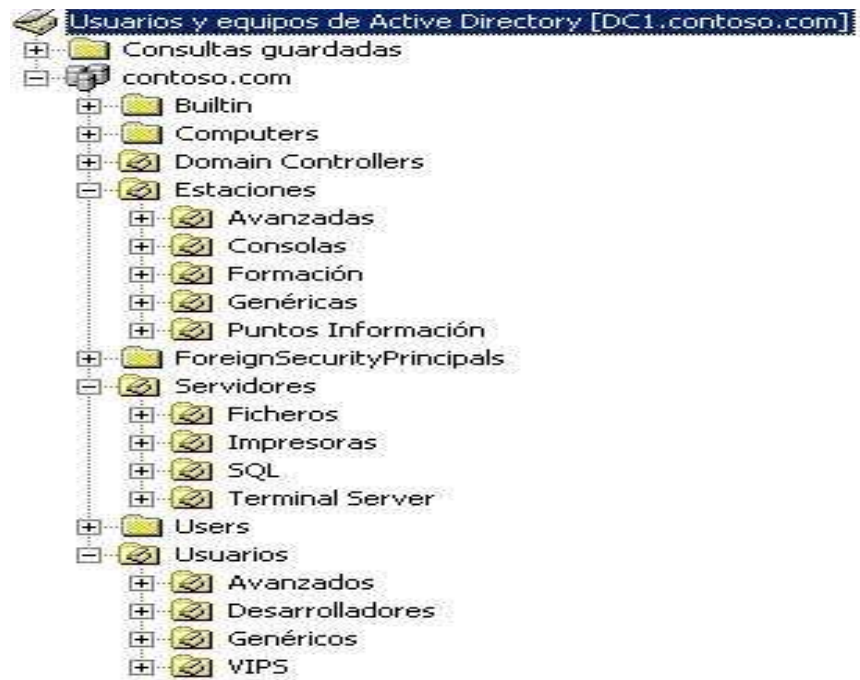 Usuarios y equipos de Active Directory [DC1.contoso.com]
Consultas guardadas
contoso.com
Builtin
Computers
Domain Controllers
Estaciones
Avanzadas
Consolas
Formación
Genéricas
Puntos Información
ForeignSecurityPrincipals
Servidores
Ficheros
Impresoras
SQL
Terminal Server
Users
Usuarios
Avanzados
Desarrolladores
Genéricos
VIPS